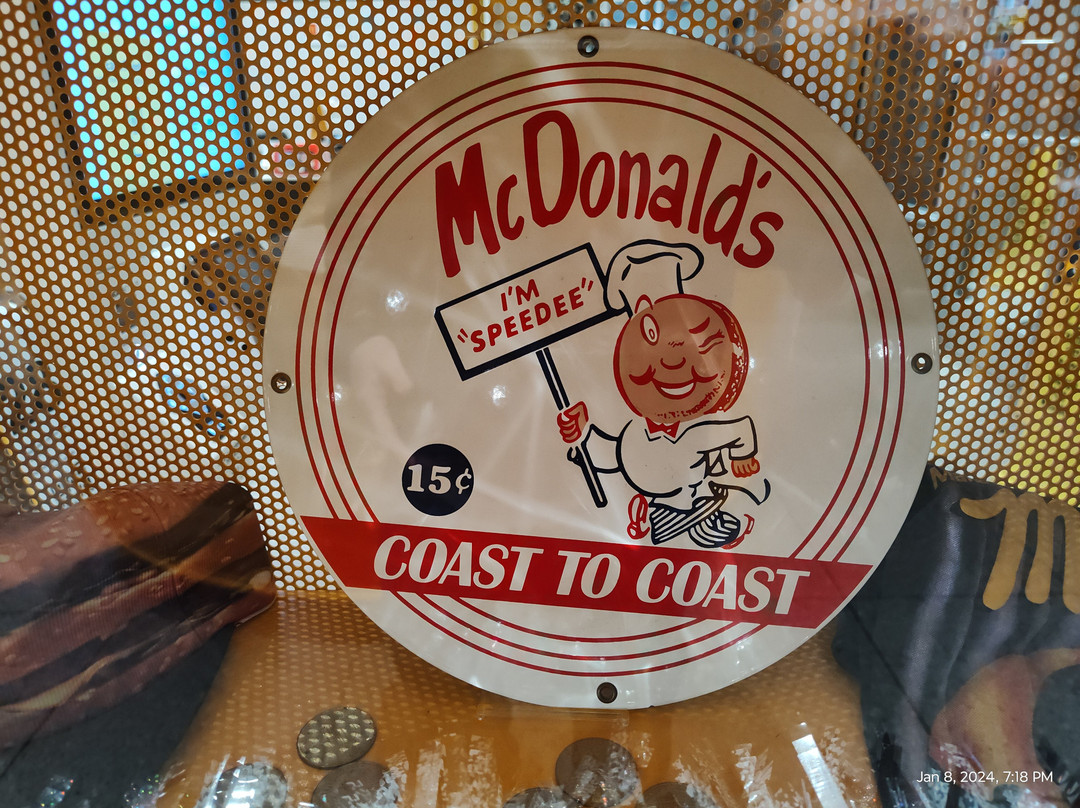 McDonald's
I'M
"SPEEDEE"
15¢
COAST TO COAST
Jan 8, 2024, 7:18 PM